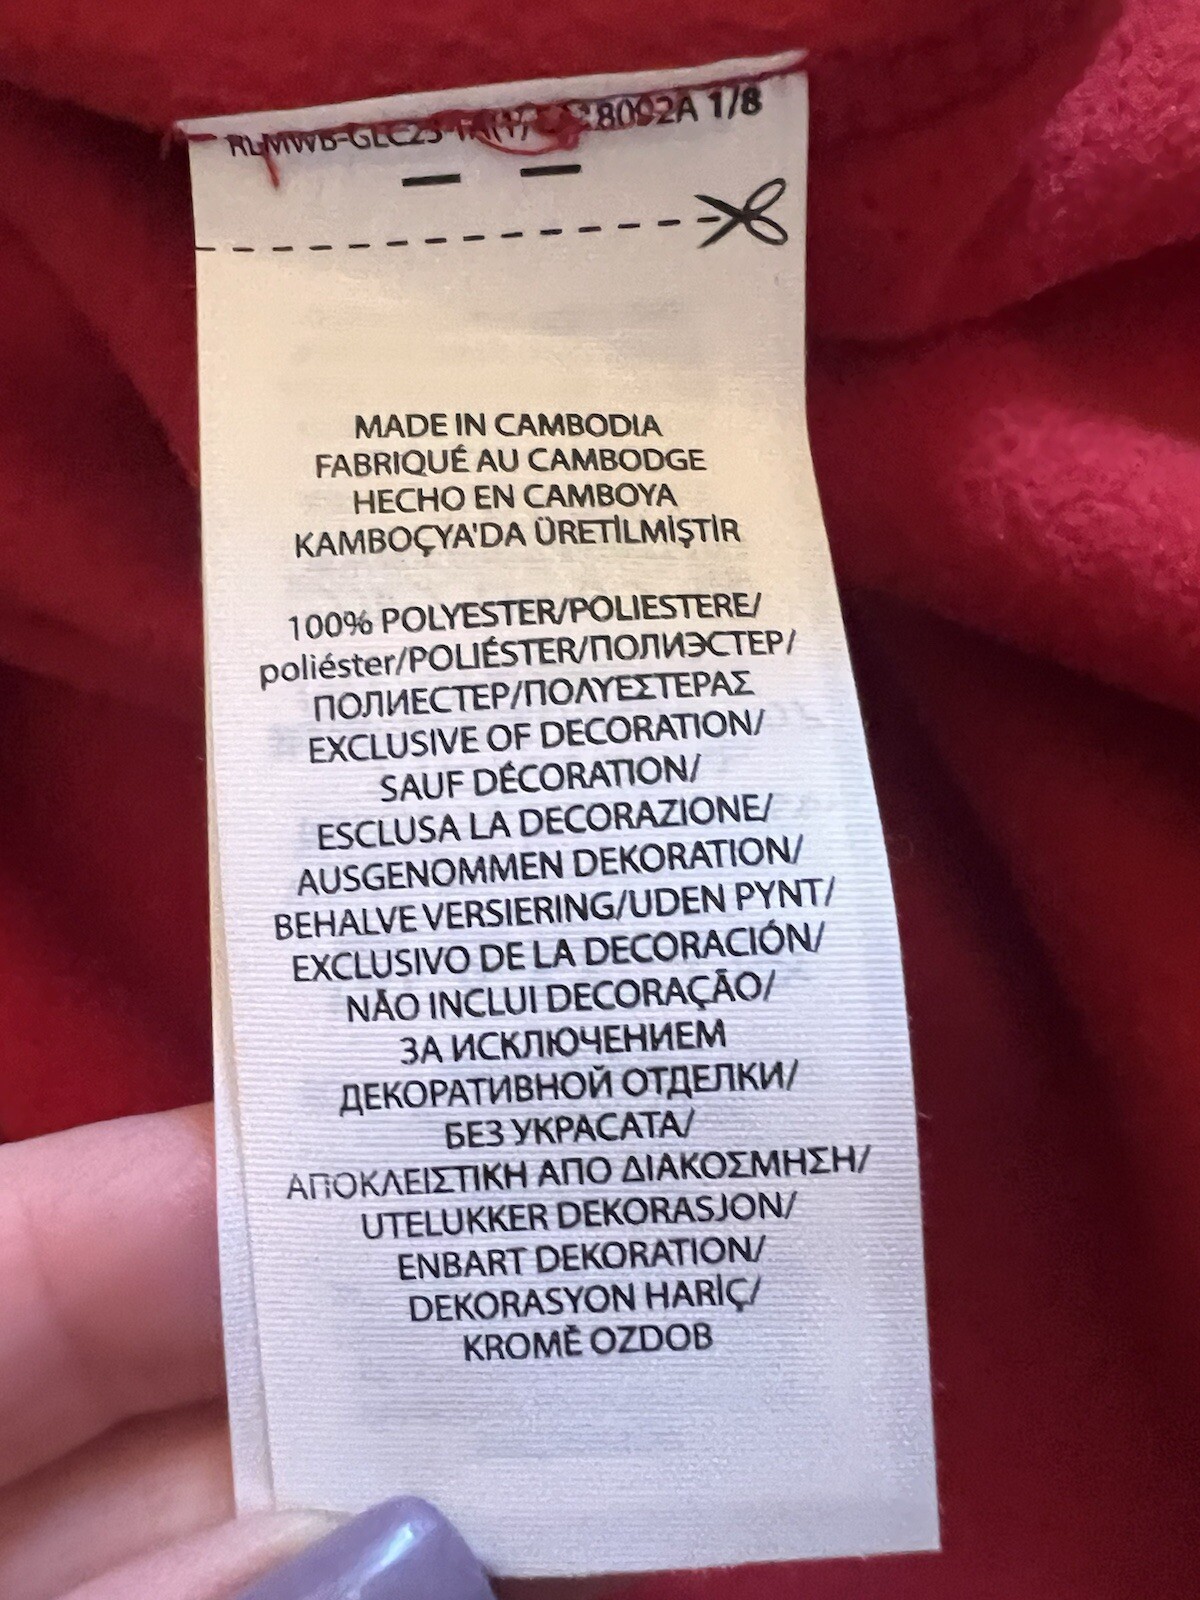 8092A 1/8
MADE IN CAMBODIA
FABRIQUÉ AU CAMBODGE
HECHO EN CAMBOYA
KAMBOÇYA'DA ÜRETİLMİŞTİR
100% POLYESTER/POLIESTERE/
poliéster/POLIÉSTER/ПОЛИЭСТЕР/
ПОЛИЕСТЕР/ΠΟΛΥΕΣΤΕΡΑΣ
EXCLUSIVE OF DECORATION/
SAUF DÉCORATION/
ESCLUSA LA DECORAZIONE/
AUSGENOMMEN DEKORATION/
BEHALVE VERSIERING/UDEN PYNT/
EXCLUSIVO DE LA DECORACIÓN/
NÃO INCLUI DECORAÇÃO/
ЗА ИСКЛЮЧЕНИЕМ
ДЕКОРАТИВНОЙ ОТДЕЛКИ/
БЕЗ УКРАСАТА/
ΑΠΟΚΛΕΙΣΤΙΚΗ ΑΠΟ ΔΙΑΚΟΣΜΗΣΗ/
UTELUKKER DEKORASJON/
ENBART DEKORATION/
DEKORASYON HARİÇ/
KROMĚ OZDOB